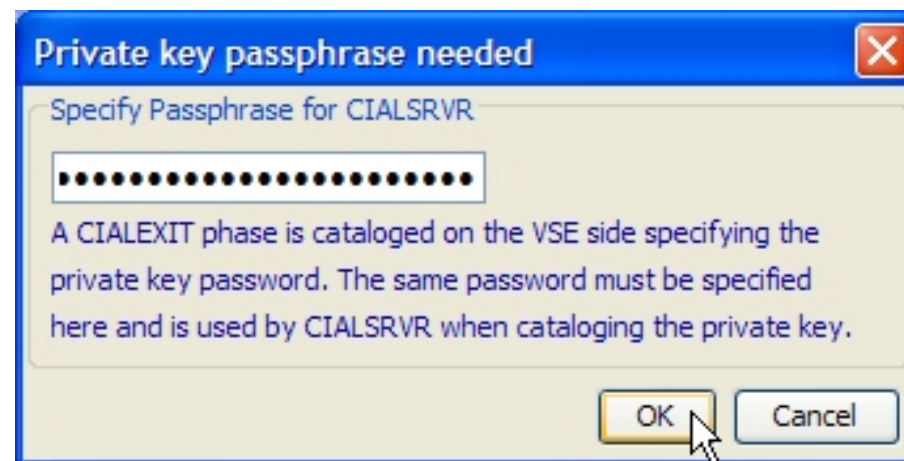 Private key passphrase needed
Specify Passphrase for CIALSRVR
A CIALEXIT phase is cataloged on the VSE side specifying the
private key password. The same password must be specified
here and is used by CIALSRVR when cataloging the private key.
OK Cancel